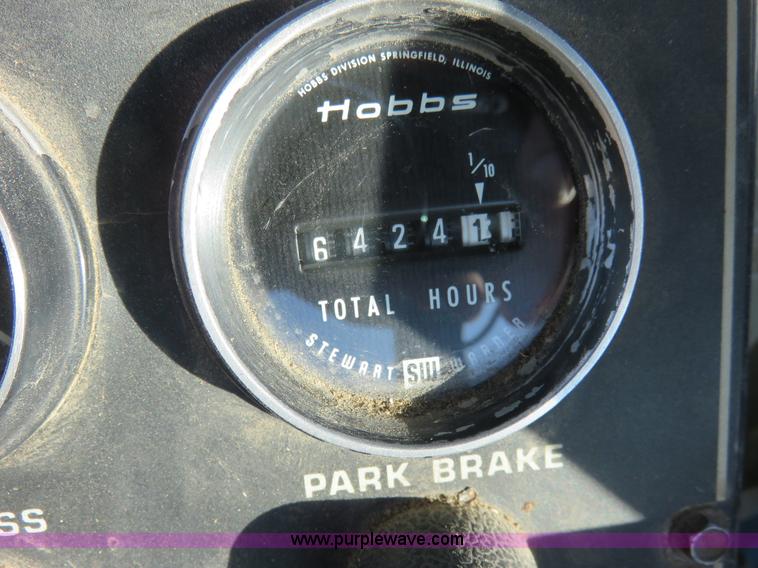 HOBBS DIVISION SPRINGFIELD, ILLINOIS
Hobbs
1/10
6 4 2 4 1
TOTAL HOURS
STEWART SW WARNER
PARK BRAKE
SS
www.purplewave.com